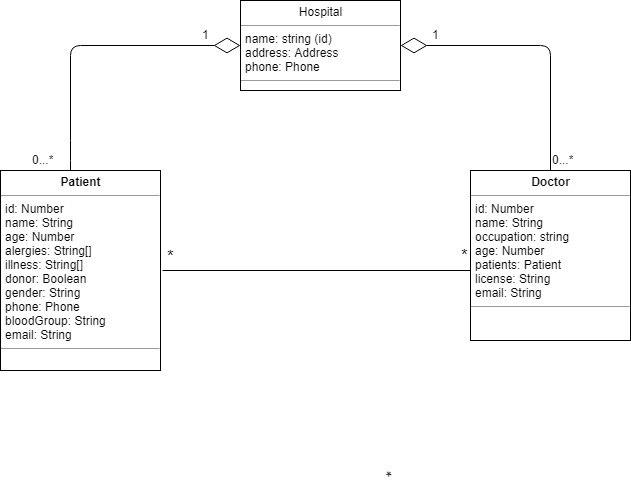 Hospital
name: string (id)
address: Address
phone: Phone
1
1
0...*
0...*
Patient
id: Number
name: String
age: Number
alergies: String[]
illness: String[]
donor: Boolean
gender: String
phone: Phone
bloodGroup: String
email: String
*
*
Doctor
id: Number
name: String
occupation: string
age: Number
patients: Patient
license: String
email: String
*